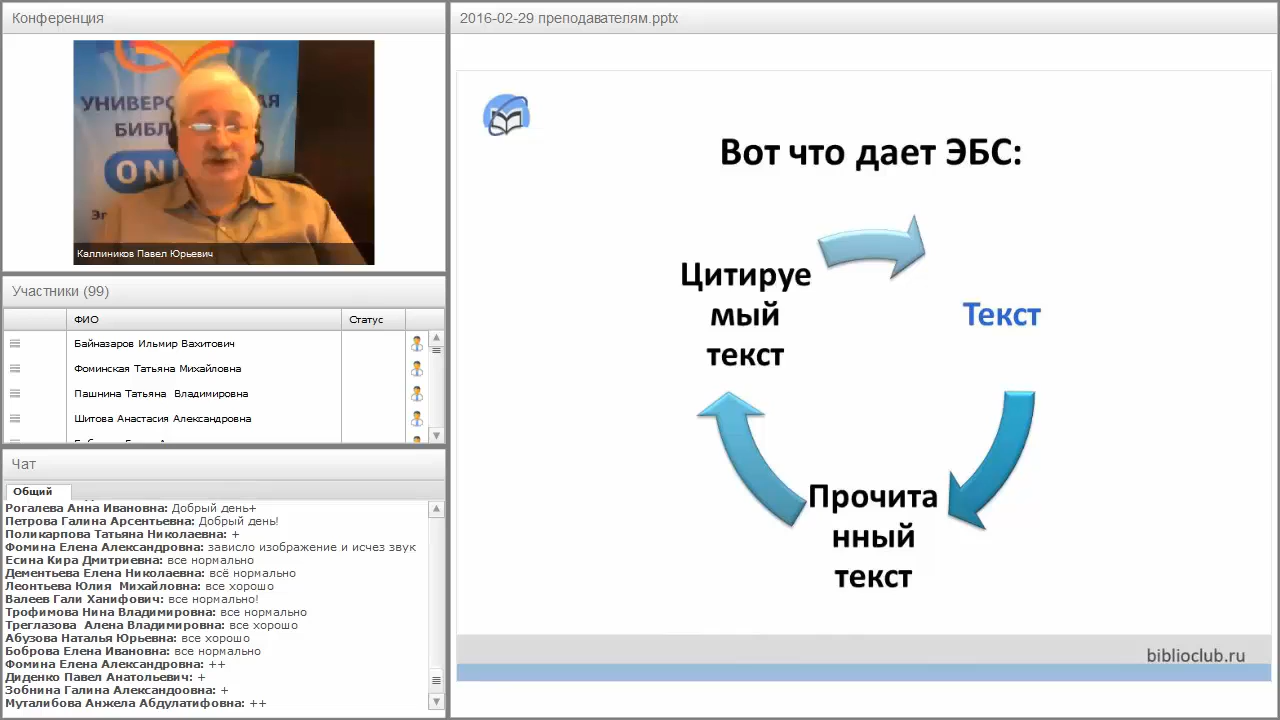 Конференция
УНИВЕРС
АЯ
БИБЛ
Каллиников Павел Юрьевич
Участники (99)
ФИО
Статус
Байназаров Ильмир Вахитович
Фоминская Татьяна Михайловна
Пашнина Татьяна Владимировна
Шитова Анастасия Александровна
Чат
Общий
Рогалева Анна Ивановна: Добрый день+
Петрова Галина Арсентьевна: Добрый день!
Поликарпова Татьяна Николаевна: +
Фомина Елена Александровна: зависло изображение и исчез звук
Есина Кира Дмитриевна: все нормально
Дементьева Елена Николаевна: всё нормально
Леонтьева Юлия Михайловна: все хорошо
Валеев Гали Ханифович: все нормально!
Трофимова Нина Владимировна: все нормально
Треглазова Алена Владимировна: все хорошо
Абузова Наталья Юрьевна: все хорошо
Боброва Елена Ивановна: все нормально
Фомина Елена Александровна: ++
Диденко Павел Анатольевич: +
Зобнина Галина Александоовна: +
Муталибова Анжела Абдулатифовна: ++
2016-02-29 преподавателям.pptx
Вот что дает ЭБС:
Цитируе
мый
текст
Текст
Прочита
нный
текст
biblioclub.ru